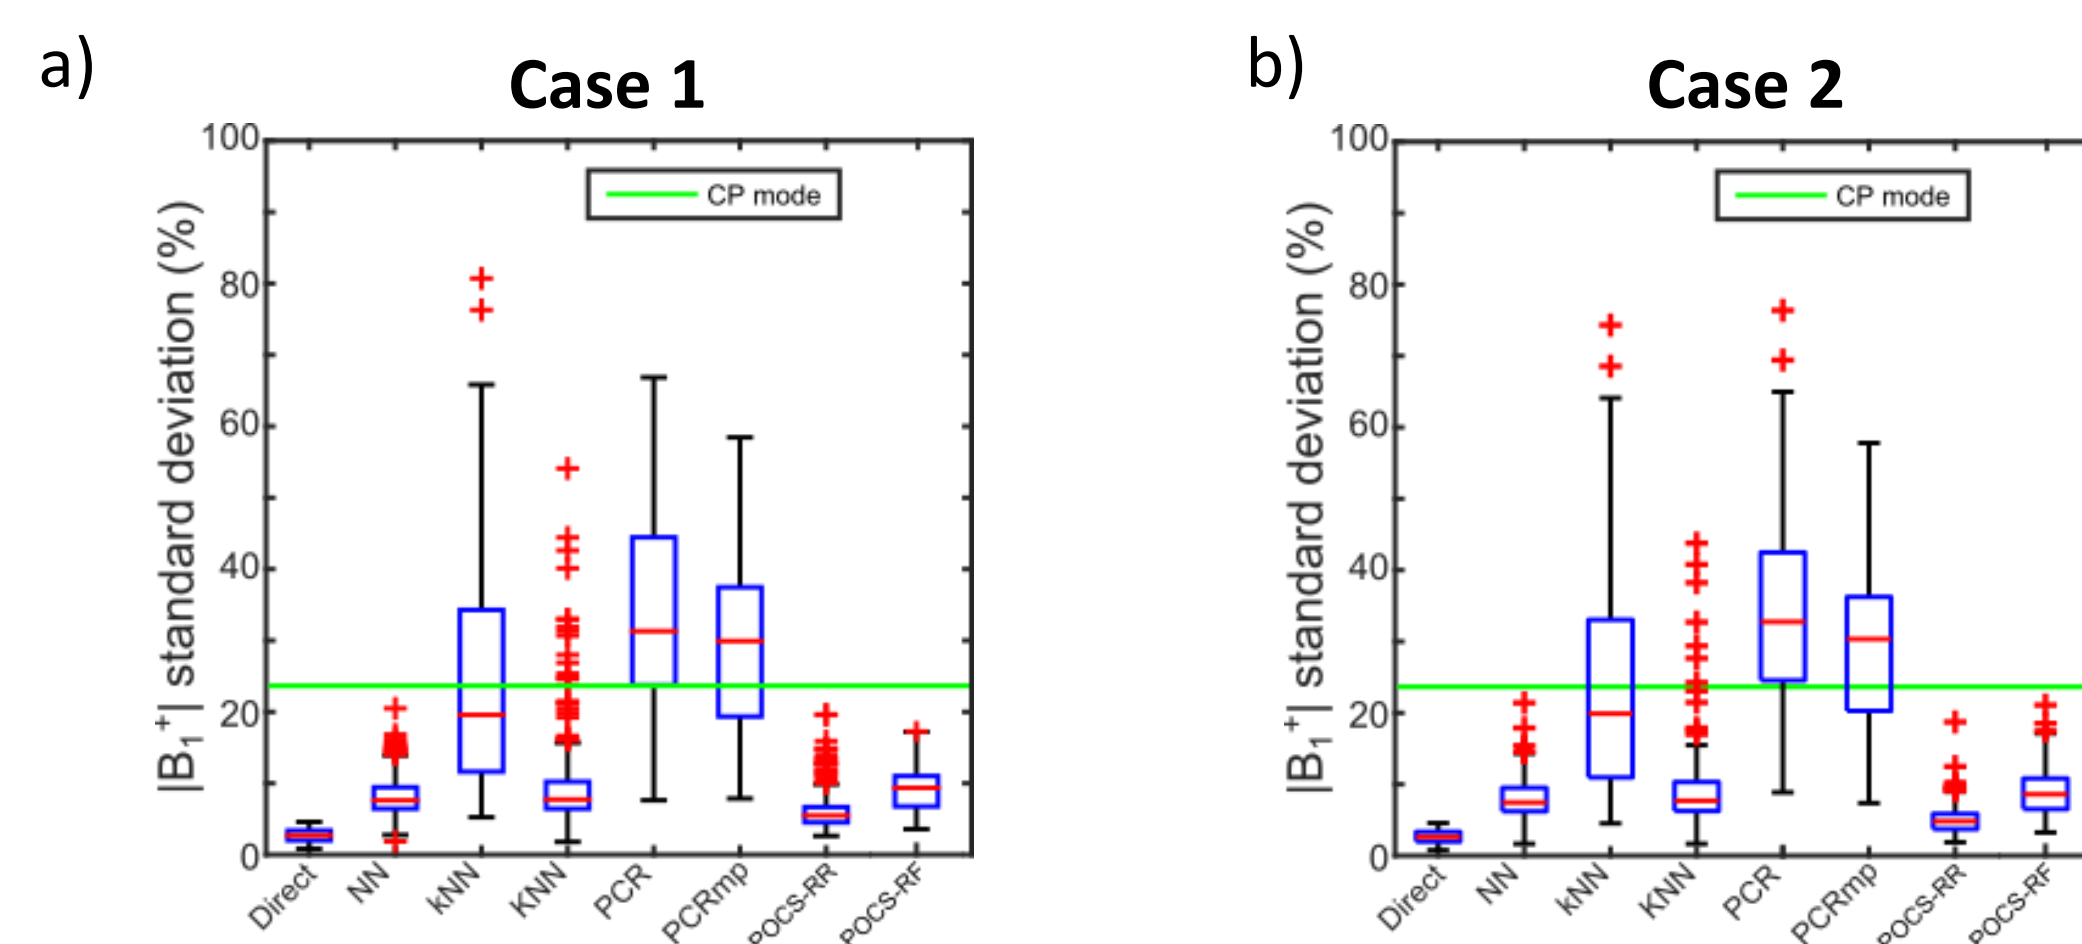 a)
Case 1
100
80
60
40
20
0
|B₁⁺| standard deviation (%)
CP mode
Direct
NN
kNN
KNN
PCR
PCRmp
POCS-RR
POCS-RF
b)
Case 2
100
80
60
40
20
0
|B₁⁺| standard deviation (%)
CP mode
Direct
NN
kNN
KNN
PCR
PCRmp
POCS-RR
POCS-RF